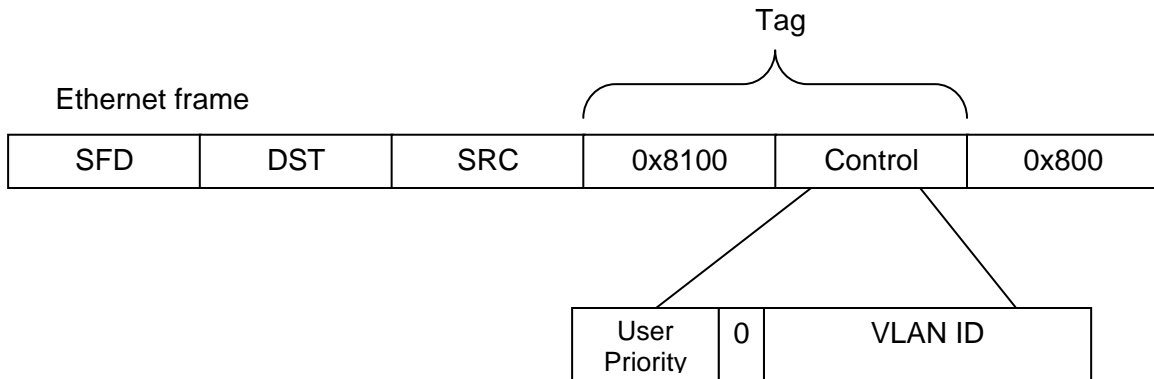 Tag
Ethernet frame
SFD DST SRC 0x8100 Control 0x800
User Priority 0 VLAN ID